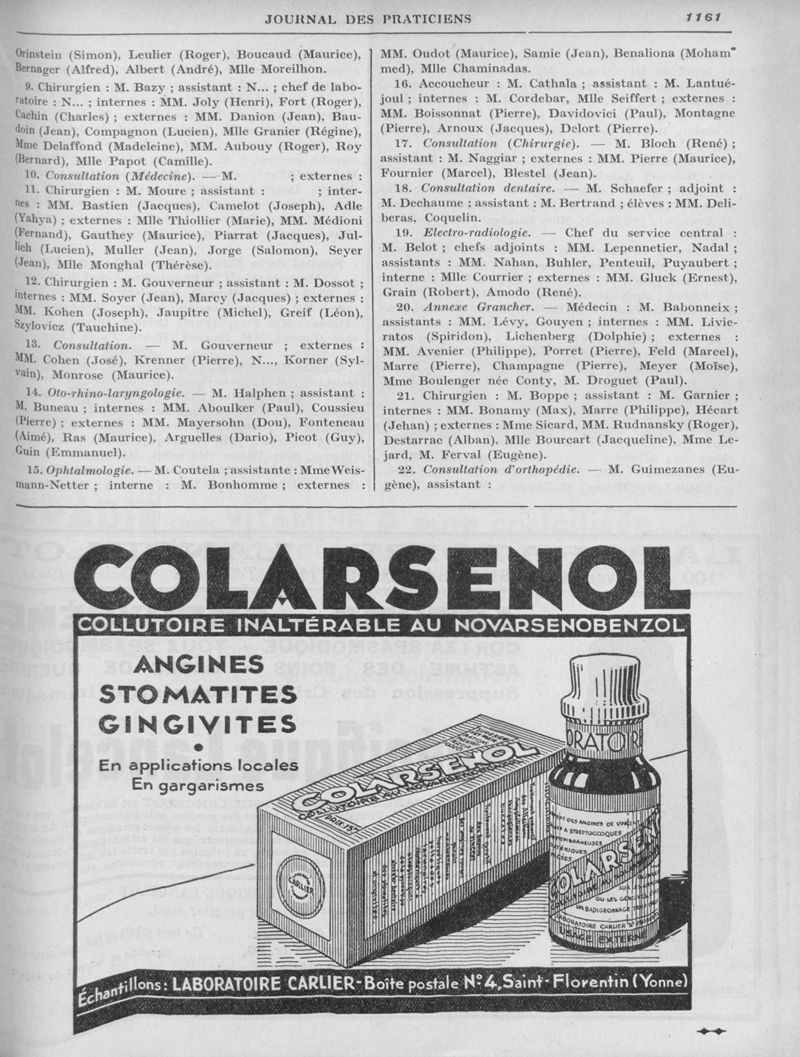 JOURNAL DES PRATICIENS
1161
Orinstein (Simon), Leulier (Roger), Boucaud (Maurice),
Bernager (Alfred), Albert (André), Mlle Moreilhon.
9. Chirurgien : M. Bazy ; assistant : N... ; chef de labo-
ratoire : N... ; internes : MM. Joly (Henri), Fort (Roger),
Cachin (Charles) ; externes : MM. Danion (Jean), Bau-
doin (Jean), Compagnon (Lucien), Mlle Granier (Régine),
Mme Delaffond (Madeleine), MM. Aubouy (Roger), Roy
(Bernard), Mlle Papot (Camille).
10. Consultation (Médecine). — M. ; externes :
11. Chirurgien : M. Moure ; assistant : ; inter-
nes : MM. Bastien (Jacques), Camelot (Joseph), Adle
(Yahya) ; externes : Mlle Thiollier (Marie), MM. Médioni
(Fernand), Gauthey (Maurice), Piarrat (Jacques), Jul-
lich (Lucien), Muller (Jean), Jorge (Salomon), Seyer
(Jean), Mlle Monghal (Thérèse).
12. Chirurgien : M. Gouverneur ; assistant : M. Dossot ;
internes : MM. Soyer (Jean), Marcy (Jacques) ; externes :
MM. Kohen (Joseph), Jaupitre (Michel), Greif (Léon),
Szylovicz (Tauchine).
13. Consultation. — M. Gouverneur ; externes :
MM. Cohen (José), Krenner (Pierre), N..., Korner (Syl-
vain), Monrose (Maurice).
14. Oto-rhino-laryngologie. — M. Halphen ; assistant :
M. Buneau ; internes : MM. Aboulker (Paul), Coussieu
(Pierre) ; externes : MM. Mayersohn (Dou), Fonteneau
(Aimé), Ras (Maurice), Arguelles (Dario), Picot (Guy),
Guin (Emmanuel).
15. Ophtalmologie. — M. Coutela ; assistante : Mme Weis-
mann-Netter ; interne : M. Bonhomme ; externes :
MM. Oudot (Maurice), Samie (Jean), Benaliona (Moham
med), Mlle Chaminadas.
16. Accoucheur : M. Cathala ; assistant : M. Lantué-
joul ; internes : M. Cordebar, Mlle Seiffert ; externes :
MM. Boissonnat (Pierre), Davidovici (Paul), Montagne
(Pierre), Arnoux (Jacques), Delort (Pierre).
17. Consultation (Chirurgie). — M. Bloch (René) ;
assistant : M. Naggiar ; externes : MM. Pierre (Maurice),
Fournier (Marcel), Blestel (Jean).
18. Consultation dentaire. — M. Schaefer ; adjoint :
M. Dechaume ; assistant : M. Bertrand ; élèves : MM. Deli-
beras, Coquelin.
19. Electro-radiologie. — Chef du service central :
M. Belot ; chefs adjoints : MM. Lepennetier, Nadal ;
assistants : MM. Nahan, Buhler, Penteuil, Puyaubert ;
interne : Mlle Courrier ; externes : MM. Gluck (Ernest),
Grain (Robert), Amodo (René).
20. Annexe Grancher. — Médecin : M. Babonneix ;
assistants : MM. Lévy, Gouyen ; internes : MM. Livie-
ratos (Spiridon), Lichenberg (Dolphie) ; externes :
MM. Avenier (Philippe), Porret (Pierre), Feld (Marcel),
Marre (Pierre), Champagne (Pierre), Meyer (Moïse),
Mme Boulenger née Conty, M. Droguet (Paul).
21. Chirurgien : M. Boppe ; assistant : M. Garnier ;
internes : MM. Bonamy (Max), Marre (Philippe), Hécart
(Jehan) ; externes : Mme Sicard, MM. Rudnansky (Roger),
Destarrac (Alban), Mlle Bourcart (Jacqueline), Mme Le-
jard, M. Ferval (Eugène).
22. Consultation d'orthopédie. — M. Guimezanes (Eu-
gène), assistant :
COLARSENOL
COLLUTOIRE INALTÉRABLE AU NOVARSENOBENZOL
ANGINES
STOMATITES
GINGIVITES
•
En applications locales
En gargarismes
COLARSENOL
COLLUTOIRE AU NOVARSENOBENZOL
CARLIER
ORATOIR
ANGINES DE
STREPTOCOQUES
COLARSEN
OU LES
UN BADIGEONNAGE
LABORATOIRE CARLIER
USAGE EXTERNE
Échantillons : LABORATOIRE CARLIER - Boîte postale N° 4, Saint-Florentin (Yonne)